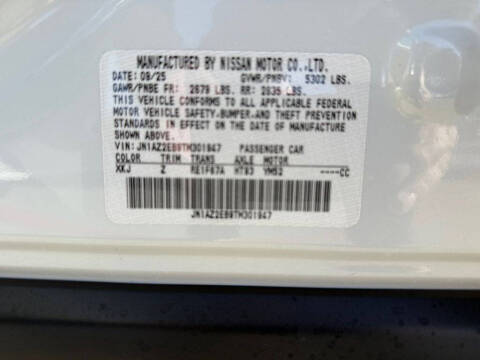 MANUFACTURED BY NISSAN MOTOR CO.,LTD.
DATE: 09/25 GVWR/PNBV: 5302 LBS.
GAWR/PNBE FR: 2679 LBS. RR: 2835 LBS.
THIS VEHICLE CONFORMS TO ALL APPLICABLE FEDERAL
MOTOR VEHICLE SAFETY,BUMPER,AND THEFT PREVENTION
STANDARDS IN EFFECT ON THE DATE OF MANUFACTURE
SHOWN ABOVE.
VIN: JN1AZ2EB9TM301947 PASSENGER CAR
COLOR TRIM TRANS AXLE MOTOR
XKJ Z RE1F87A HT83 YM52 ----CC
JN1AZ2EB9TM301947